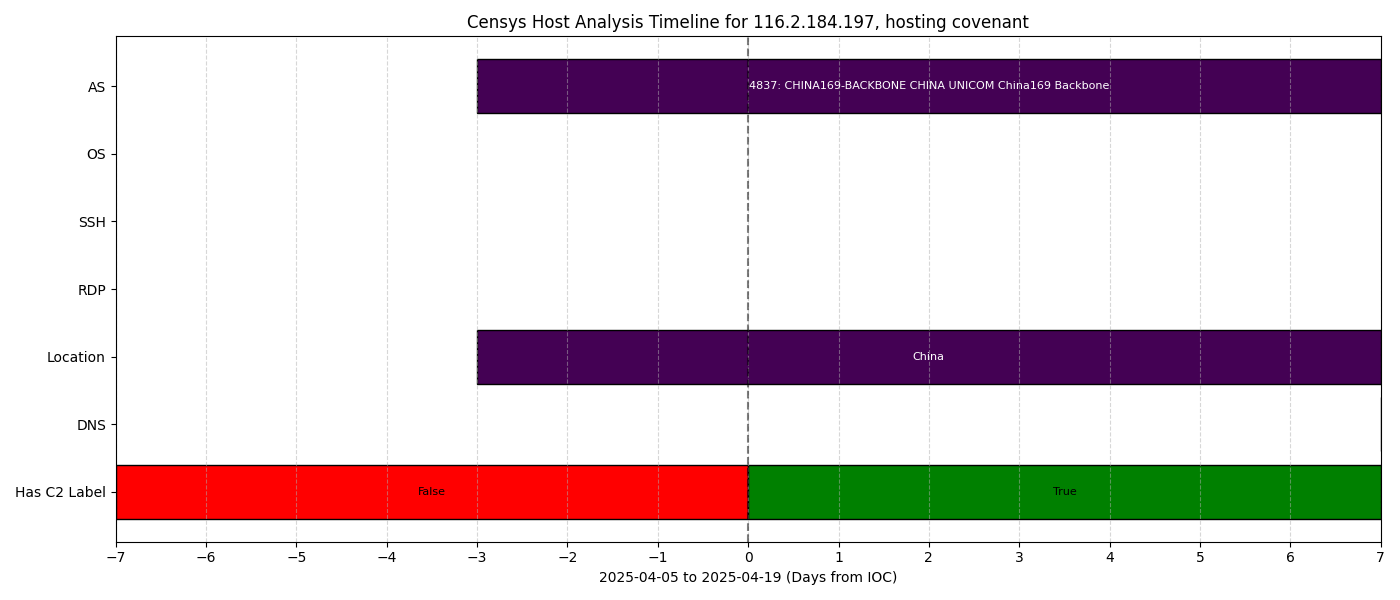 Censys Host Analysis Timeline for 116.2.184.197, hosting covenant
AS
4837: CHINA169-BACKBONE CHINA UNICOM China169 Backbone
OS
SSH
RDP
Location
China
DNS
Has C2 Label
False
True
−7 −6 −5 −4 −3 −2 −1 0 1 2 3 4 5 6 7
2025-04-05 to 2025-04-19 (Days from IOC)